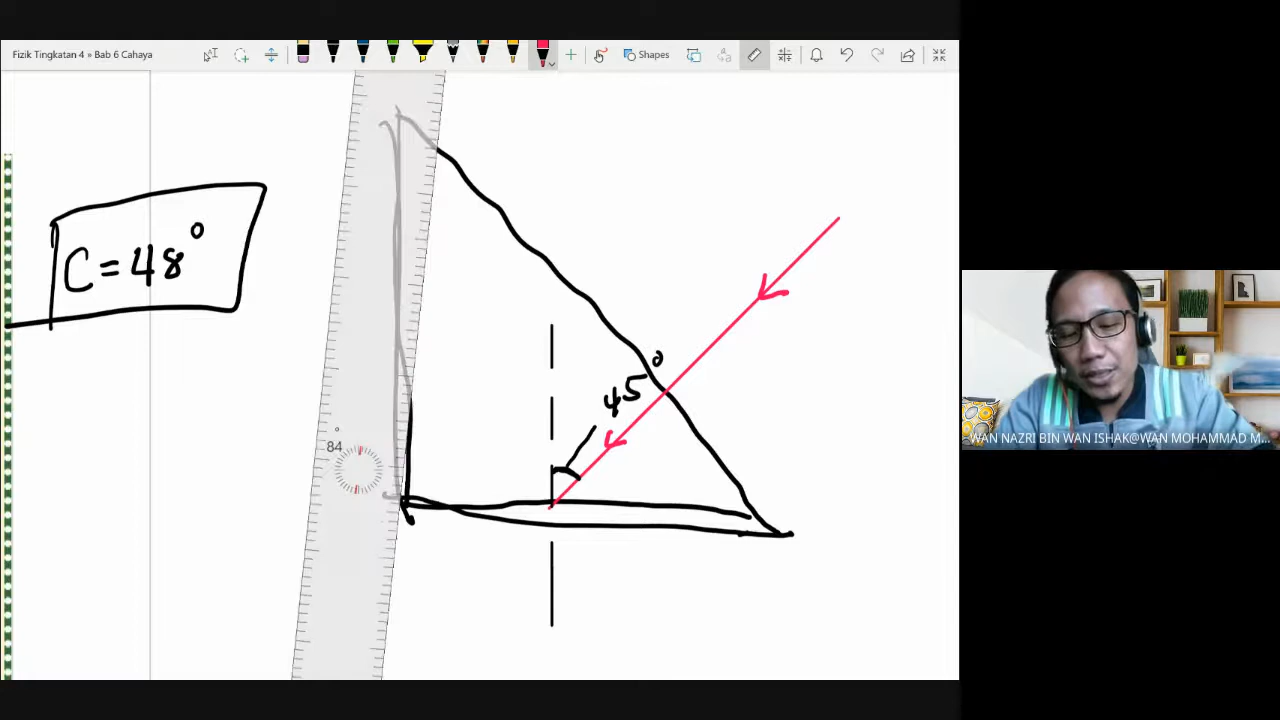 Fizik Tingkatan 4 » Bab 6 Cahaya
Shapes
C = 48°
45°
84°
WAN NAZRI BIN WAN ISHAK@WAN MOHAMMAD M...